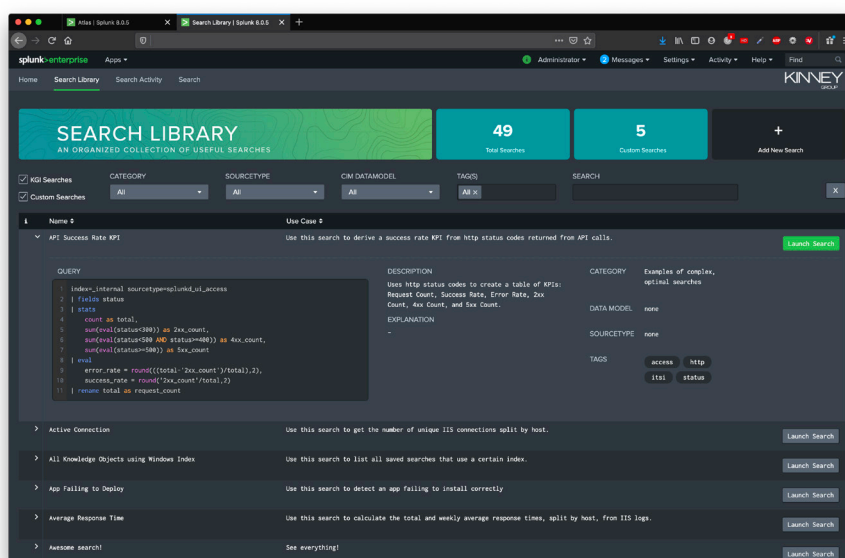 Atlas | Splunk 8.0.5
Search Library | Splunk 8.0.5
splunk>enterprise Apps
Administrator
2 Messages
Settings
Activity
Help
Find
Home
Search Library
Search Activity
Search
KINNEY
GROUP
SEARCH LIBRARY
AN ORGANIZED COLLECTION OF USEFUL SEARCHES
49
Total Searches
5
Custom Searches
+
Add New Search
KGI Searches
Custom Searches
CATEGORY
All
SOURCETYPE
All
CIM DATAMODEL
All
TAG(S)
All ×
SEARCH
X
i Name Use Case
API Success Rate KPI
Use this search to derive a success rate KPI from http status codes returned from API calls.
Launch Search
QUERY
1 index=_internal sourcetype=splunkd_ui_access
2 | fields status
3 | stats
4 count as total,
5 sum(eval(status<300)) as 2xx_count,
6 sum(eval(status<500 AND status>=400)) as 4xx_count,
7 sum(eval(status>=500)) as 5xx_count
8 | eval
9 error_rate = round(((total-'2xx_count')/total),2),
10 success_rate = round('2xx_count'/total,2)
11 | rename total as request_count
DESCRIPTION
Uses http status codes to create a table of KPIs:
Request Count, Success Rate, Error Rate, 2xx
Count, 4xx Count, and 5xx Count.
EXPLANATION
-
CATEGORY Examples of complex,
optimal searches
DATA MODEL none
SOURCETYPE none
TAGS access http
itsi status
Active Connection
Use this search to get the number of unique IIS connections split by host.
Launch Search
All Knowledge Objects using Windows Index
Use this search to list all saved searches that use a certain index.
Launch Search
App Failing to Deploy
Use this search to detect an app failing to install correctly
Launch Search
Average Response Time
Use this search to calculate the total and weekly average response times, split by host, from IIS logs.
Launch Search
Awesome search!
See everything!
Launch Search